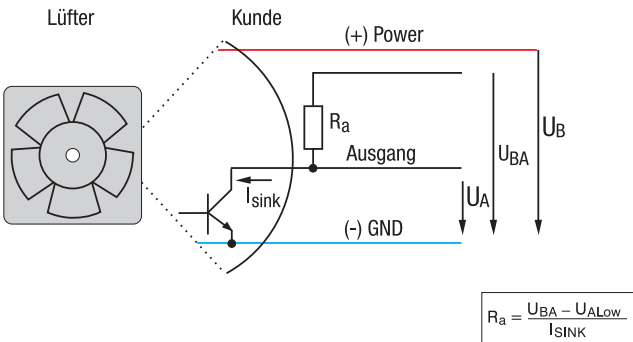 Lüfter
Kunde
(+) Power
Ra
UB
UBA
Ausgang
Isink
UA
(-) GND
Ra = UBA – UALow
ISINK